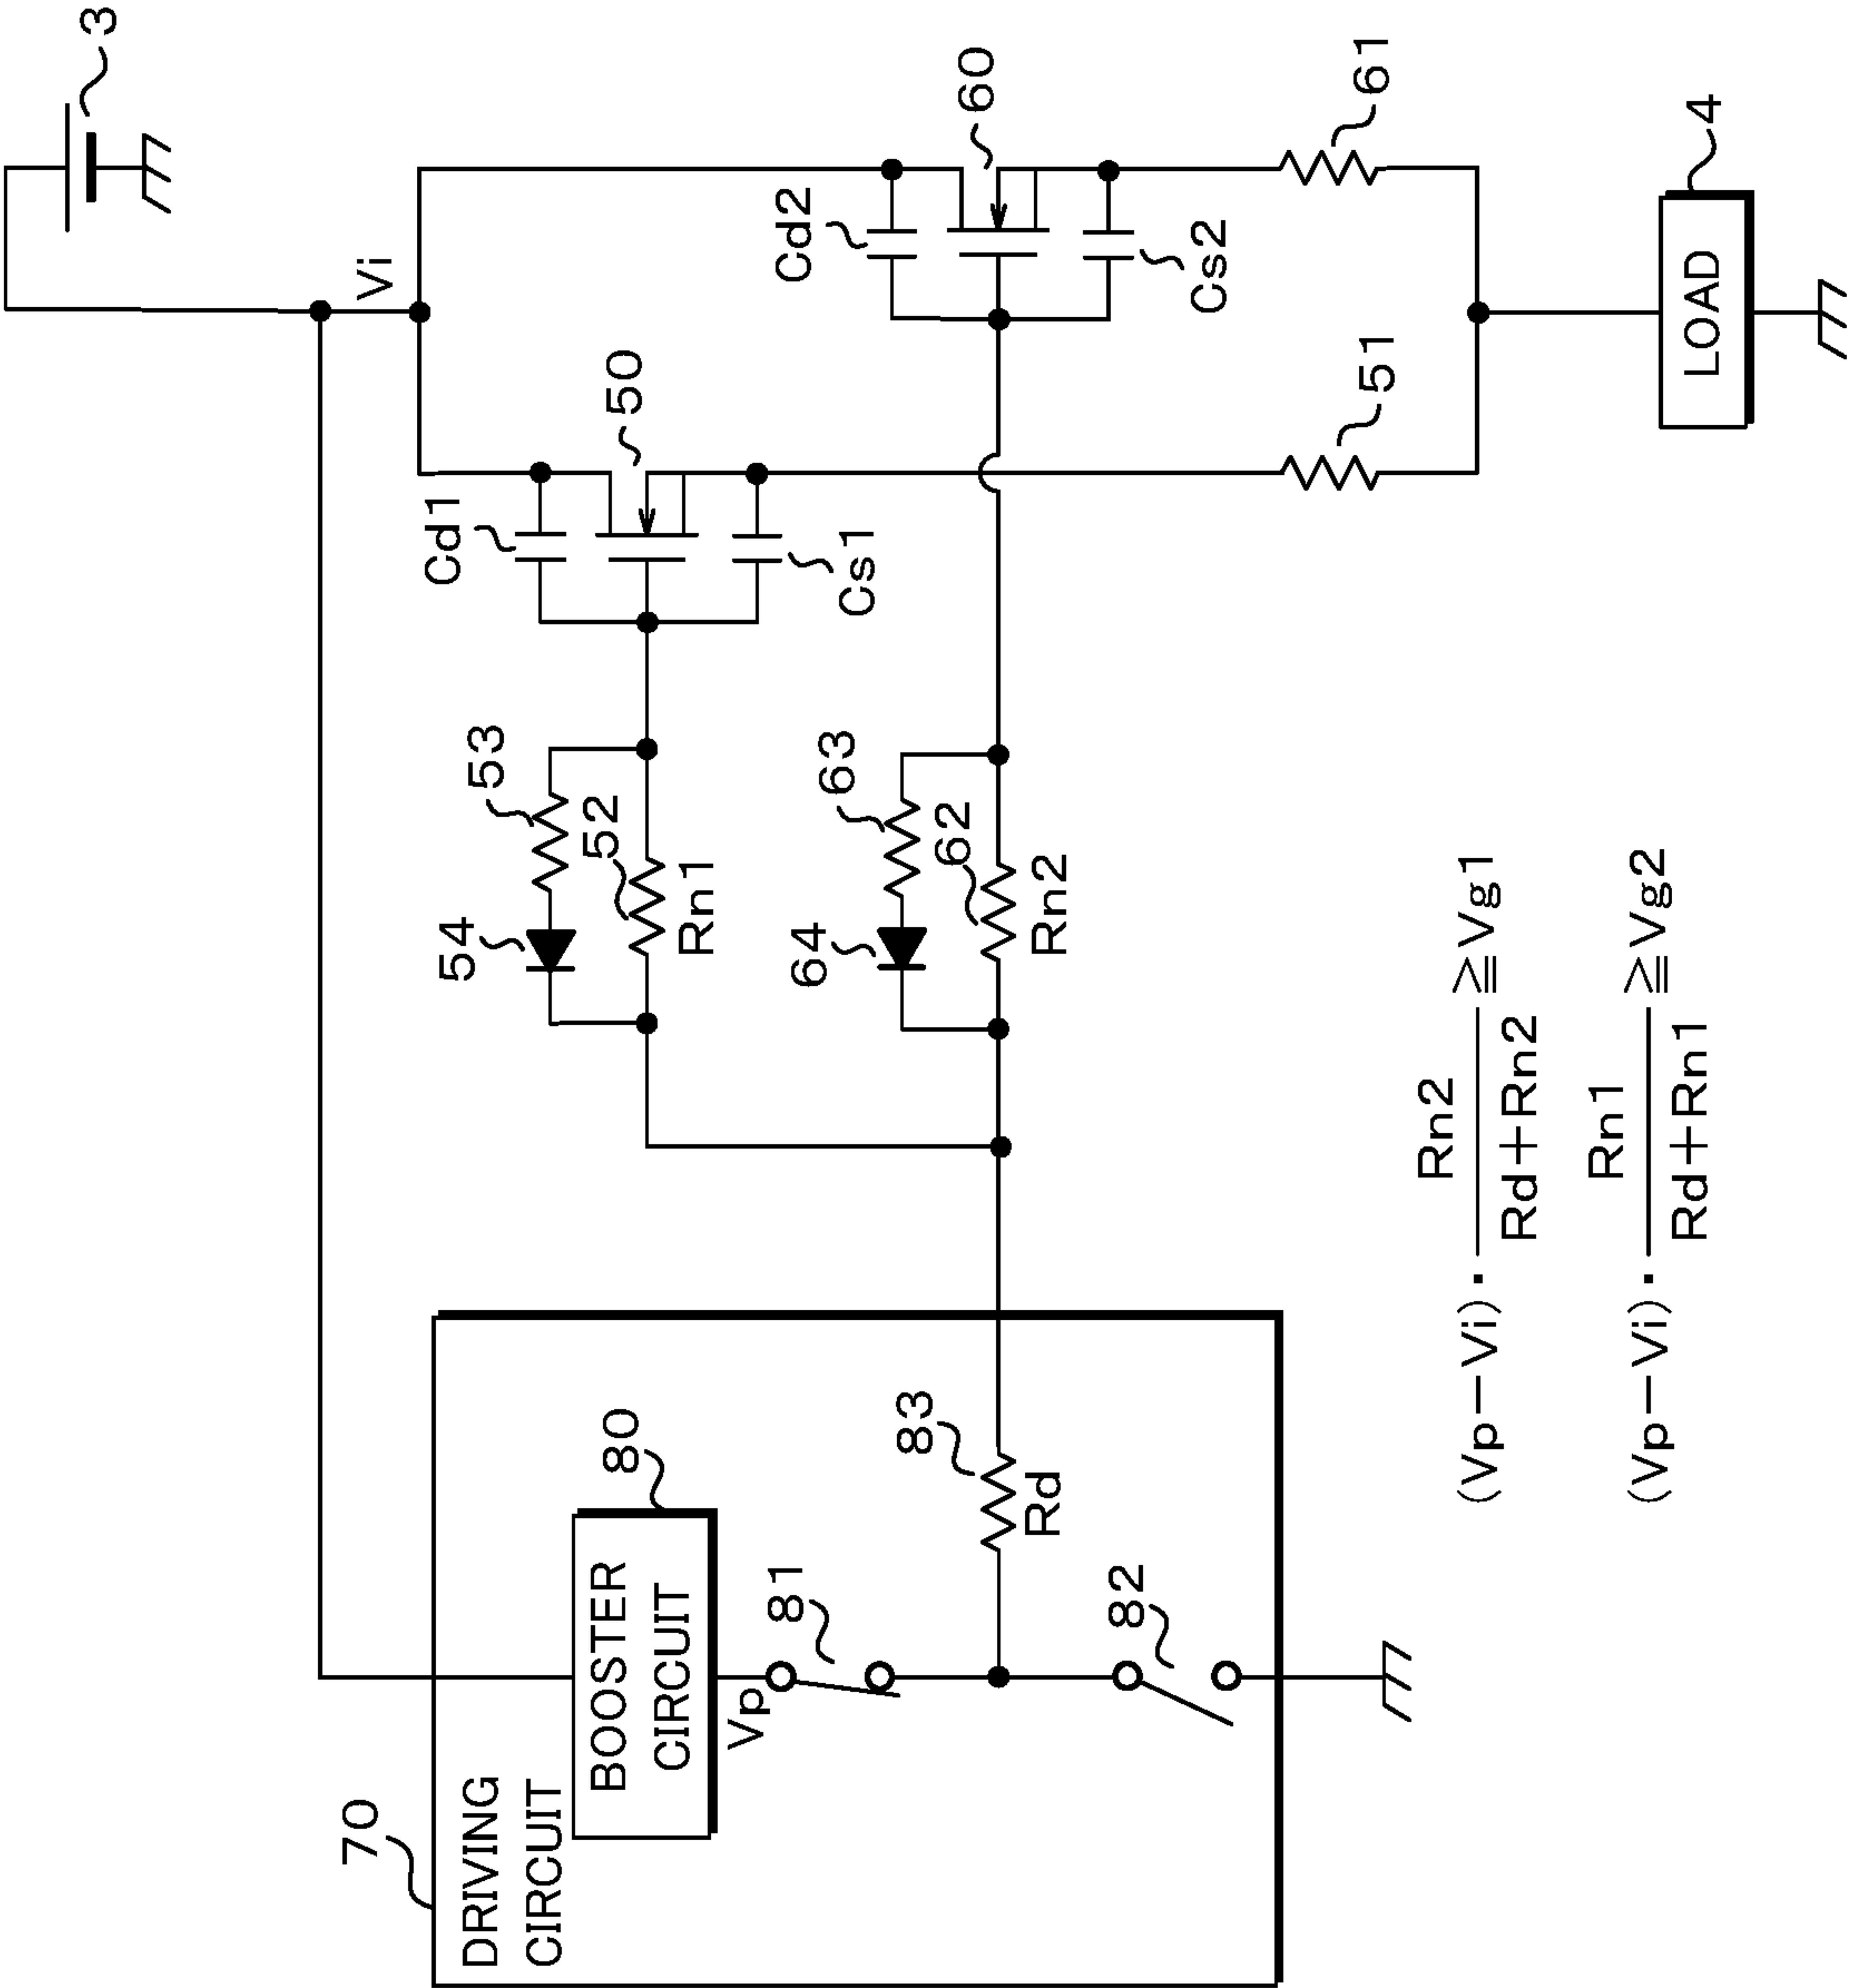 3
Vi
60
61
4
Cd2
Cs2
LOAD
50
51
Cd1
Cs1
53
52
54
Rn1
63
62
64
Rn2
70
DRIVING
CIRCUIT
80
BOOSTER
CIRCUIT
Vp
81
82
83
Rd
(Vp－Vi)・Rn2/Rd＋Rn2≧Vg1
(Vp－Vi)・Rn1/Rd＋Rn1≧Vg2